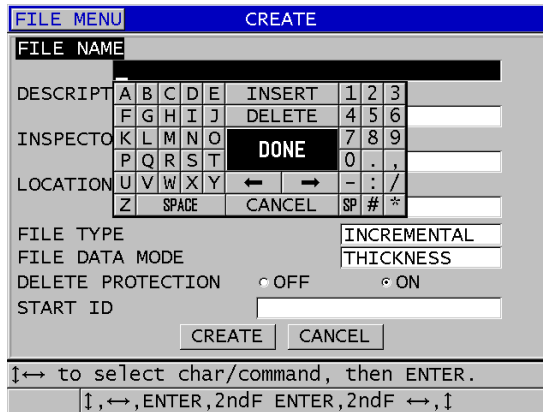 FILE MENU CREATE
FILE NAME
DESCRIPT
A B C D E INSERT 1 2 3
F G H I J DELETE 4 5 6
INSPECTO
K L M N O DONE 7 8 9
P Q R S T 0 . ,
LOCATION
U V W X Y ← → - : /
Z SPACE CANCEL SP # *
FILE TYPE INCREMENTAL
FILE DATA MODE THICKNESS
DELETE PROTECTION OFF ON
START ID
CREATE CANCEL
↕↔ to select char/command, then ENTER.
↕,↔,ENTER,2ndF ENTER,2ndF ↔,↕